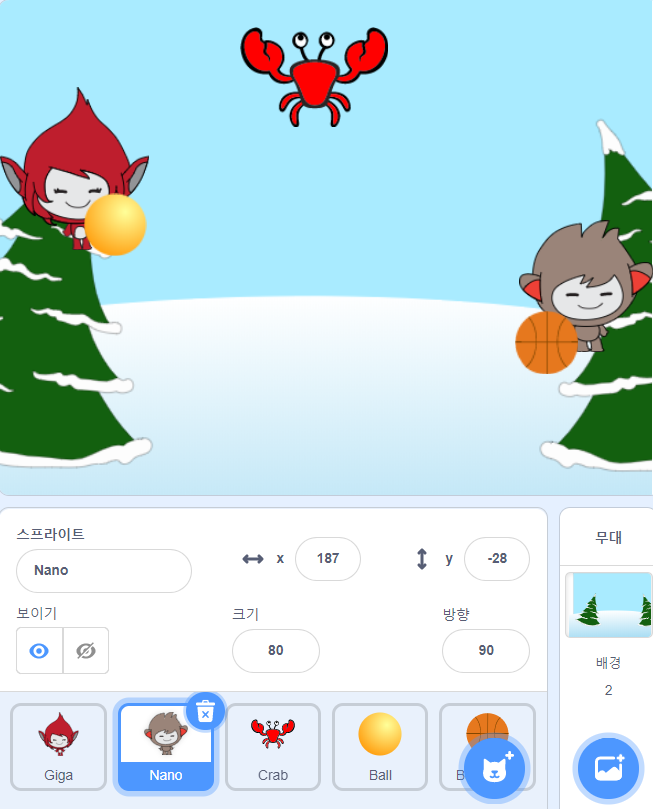 스프라이트
Nano
x
187
y
-28
보이기
크기
80
방향
90
무대
배경
2
Giga
Nano
Crab
Ball